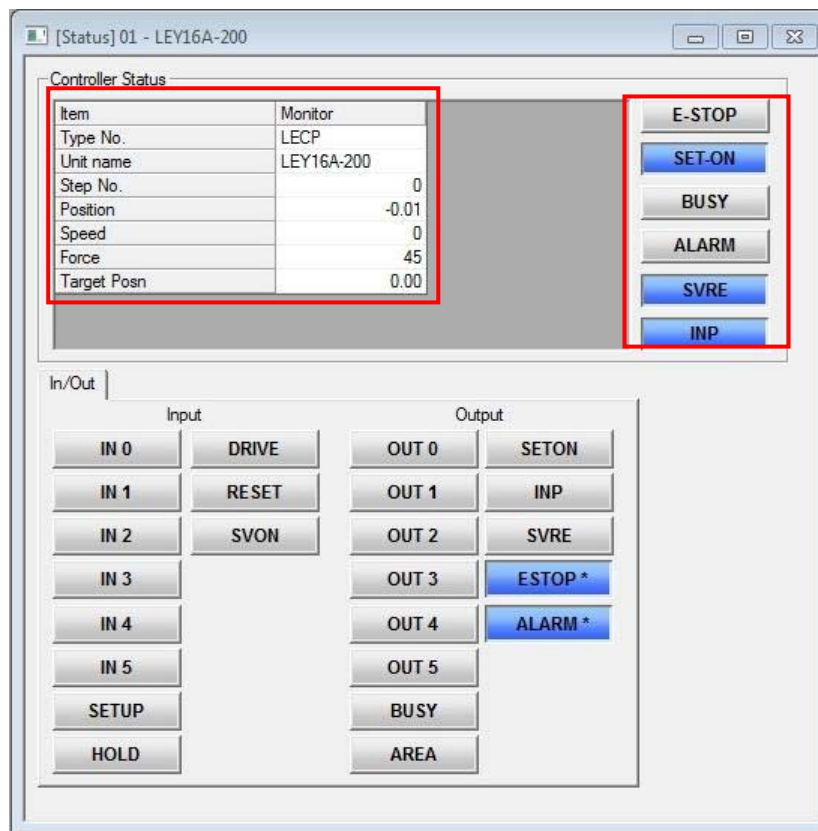 [Status] 01 - LEY16A-200
Controller Status
Item Monitor
Type No. LECP
Unit name LEY16A-200
Step No. 0
Position -0.01
Speed 0
Force 45
Target Posn 0.00
E-STOP
SET-ON
BUSY
ALARM
SVRE
INP
In/Out
Input Output
IN 0 DRIVE OUT 0 SETON
IN 1 RESET OUT 1 INP
IN 2 SVON OUT 2 SVRE
IN 3 OUT 3 ESTOP *
IN 4 OUT 4 ALARM *
IN 5 OUT 5
SETUP BUSY
HOLD AREA